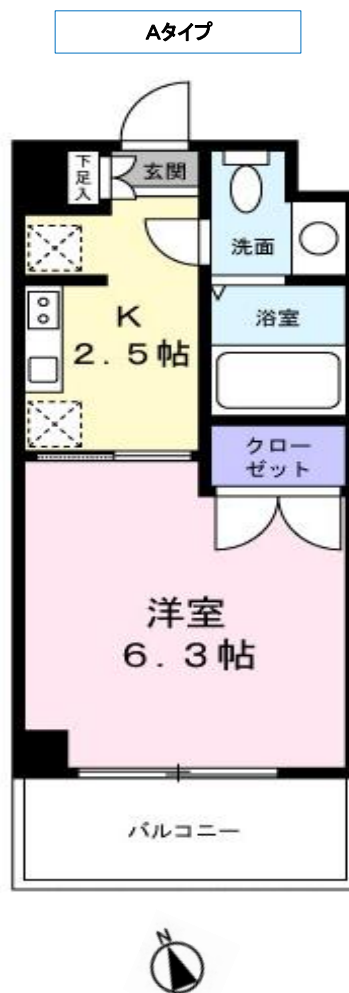 Aタイプ
下足入
玄関
洗面
K
2.5帖
浴室
クロー
ゼット
洋室
6.3帖
バルコニー
N